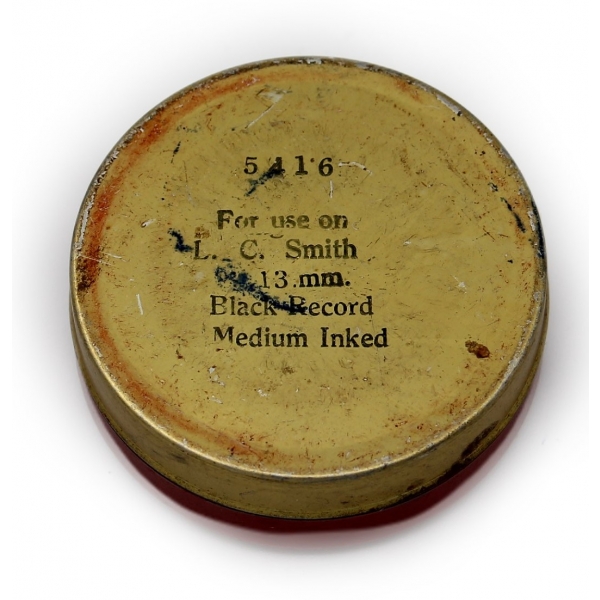 5116
For use on
L. C. Smith
13 mm.
Black Record
Medium Inked